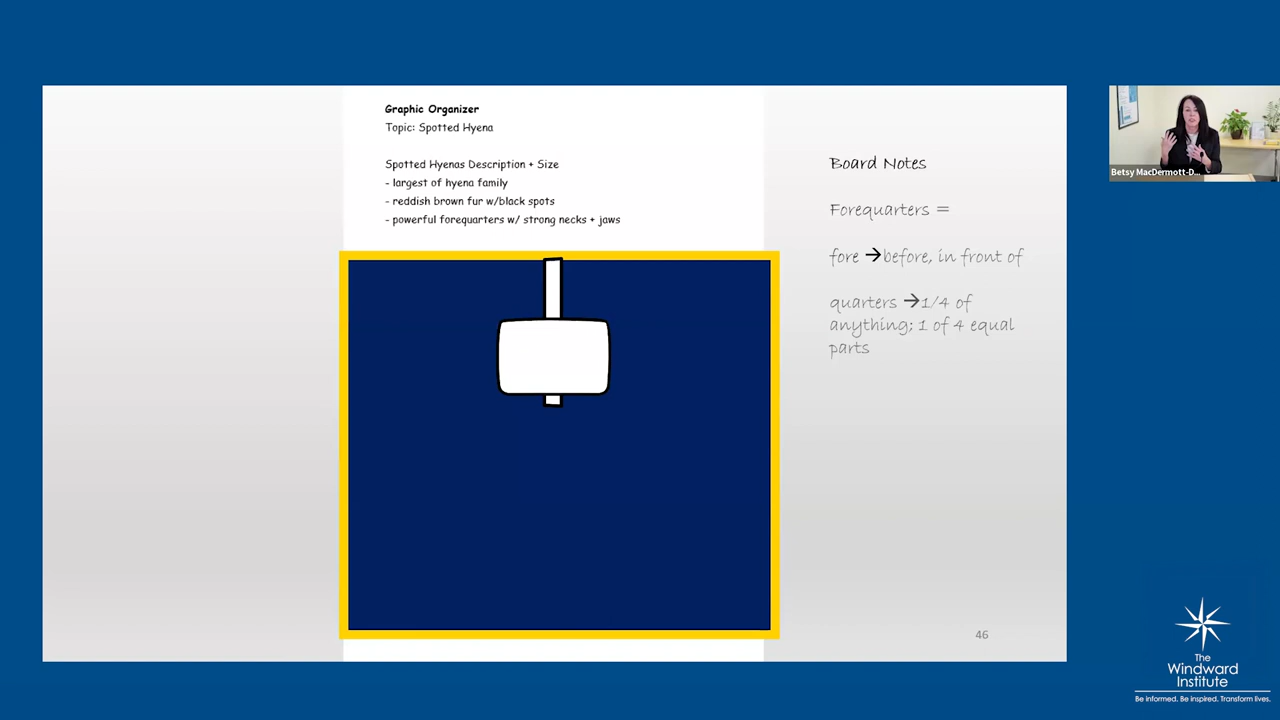 Graphic Organizer
Topic: Spotted Hyena
Spotted Hyenas Description + Size
- largest of hyena family
- reddish brown fur w/black spots
- powerful forequarters w/ strong necks + jaws
Board Notes
Forequarters =
fore →before, in front of
quarters →1/4 of
anything; 1 of 4 equal
parts
46
Betsy MacDermott-D...
The
Windward
Institute
Be informed. Be inspired. Transform lives.